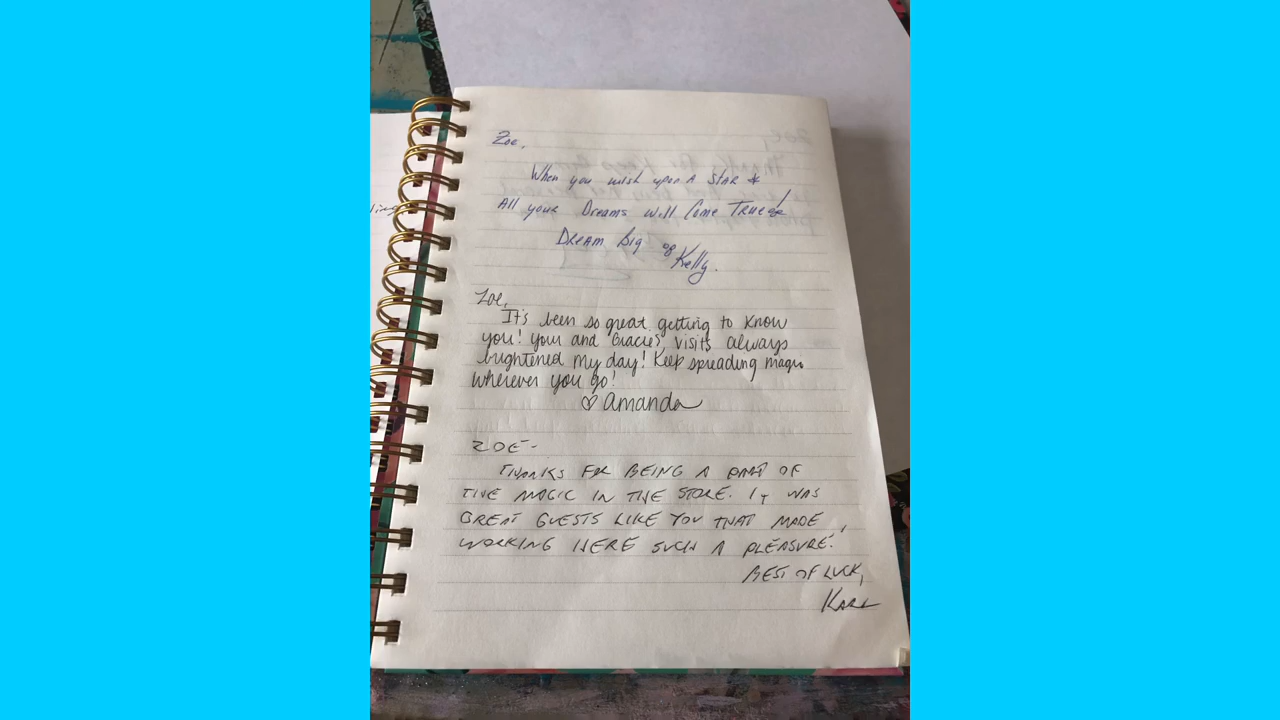 Zoe,
When you wish upon A Star *
All your Dreams Will Come True!
Dream Big
Kelly.
Zoe,
It's been so great getting to know
you! Your and Gracies' visits always
brightened my day! Keep spreading magic
wherever you go!
♡ Amanda
ZOE-
THANKS FOR BEING A PART OF
THE MAGIC IN THE STORE. IT WAS
GREAT GUESTS LIKE YOU THAT MADE
WORKING HERE SUCH A PLEASURE.
BEST OF LUCK,
KARL